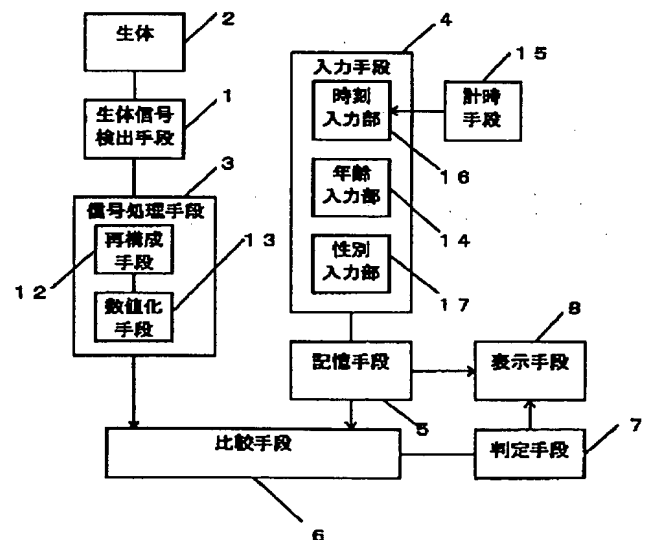 生体
2
生体信号
検出手段
1
信号処理手段
3
再構成
手段
12
数値化
手段
13
入力手段
4
時刻
入力部
16
計時
手段
15
年齢
入力部
14
性別
入力部
17
記憶手段
5
表示手段
8
比較手段
6
判定手段
7